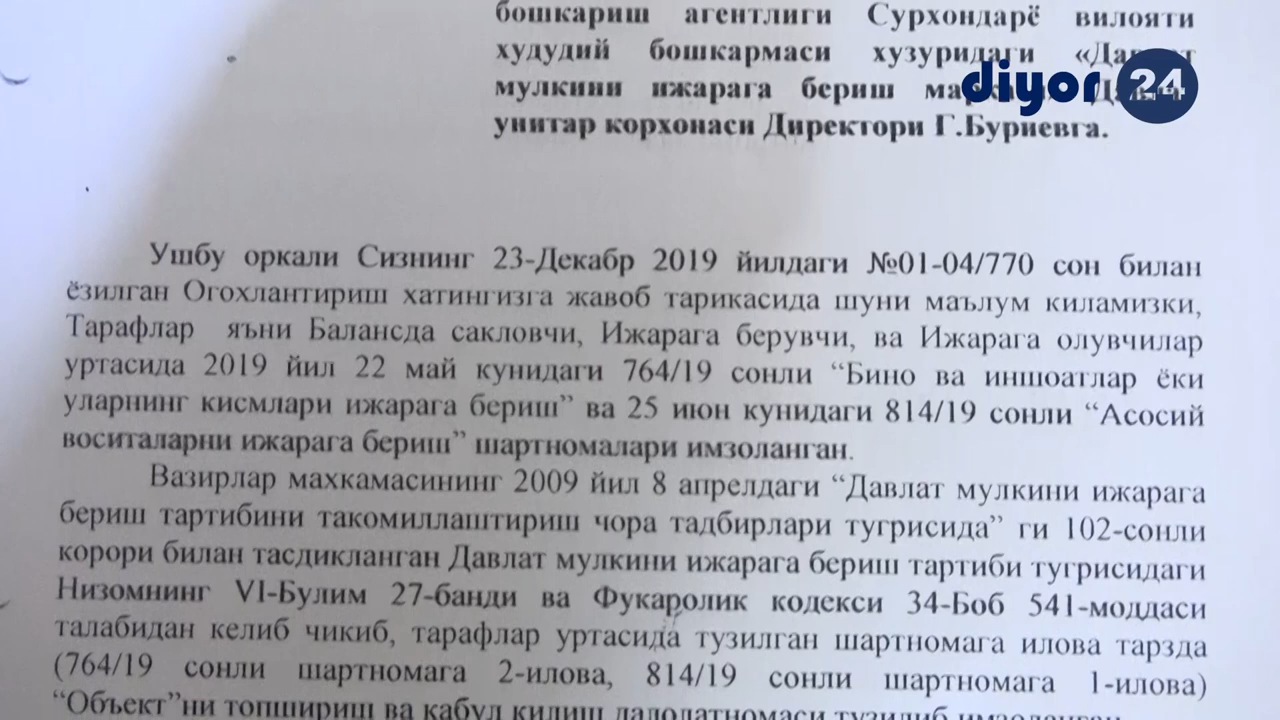 бошкариш агентлиги Сурхондарё вилояти
худудий бошкармаси хузуридаги
diyor 24
мулкини ижарага бериш
унитар корхонаси Директори Г.Буриевга.
Ушбу оркали Сизнинг 23-Декабр 2019 йилдаги №01-04/770 сон билан
ёзилган Огохлантириш хатингизга жавоб тарикасида шуни маълум киламизки,
Тарафлар яъни Балансда сакловчи, Ижарага берувчи, ва Ижарага олувчилар
уртасида 2019 йил 22 май кунидаги 764/19 сонли “Бино ва иншоатлар ёки
уларнинг кисмлари ижарага бериш” ва 25 июн кунидаги 814/19 сонли “Асосий
воситаларни ижарага бериш” шартномалари имзоланган.
Вазирлар махкамасининг 2009 йил 8 апрелдаги “Давлат мулкини ижарага
бериш тартибини такомиллаштириш чора тадбирлари тугрисида” ги 102-сонли
корори билан тасдикланган Давлат мулкини ижарага бериш тартиби тугрисидаги
Низомнинг VI-Булим 27-банди ва Фукаролик кодекси 34-Боб 541-моддаси
талабидан келиб чикиб, тарафлар уртасида тузилган шартномага илова тарзда
(764/19 сонли шартномага 2-илова, 814/19 сонли шартномага 1-илова)
“Объект”ни топшириш ва кабул килиш далолатномаси тузилиб имзоланган